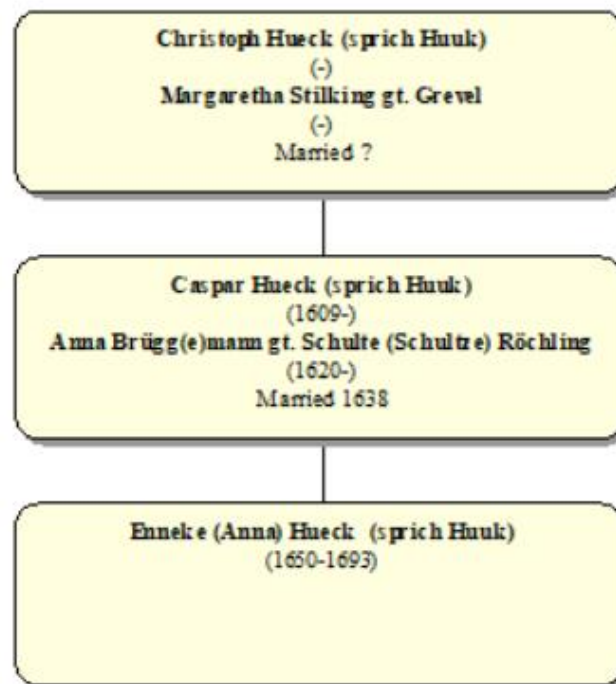 Christoph Hueck (sprich Huuk)
(-)
Margaretha Stilking gt. Grevel
(-)
Married ?
Caspar Hueck (sprich Huuk)
(1609-)
Anna Brügg(e)mann gt. Schulte (Schultze) Röchling
(1620-)
Married 1638
Enneke (Anna) Hueck (sprich Huuk)
(1650-1693)